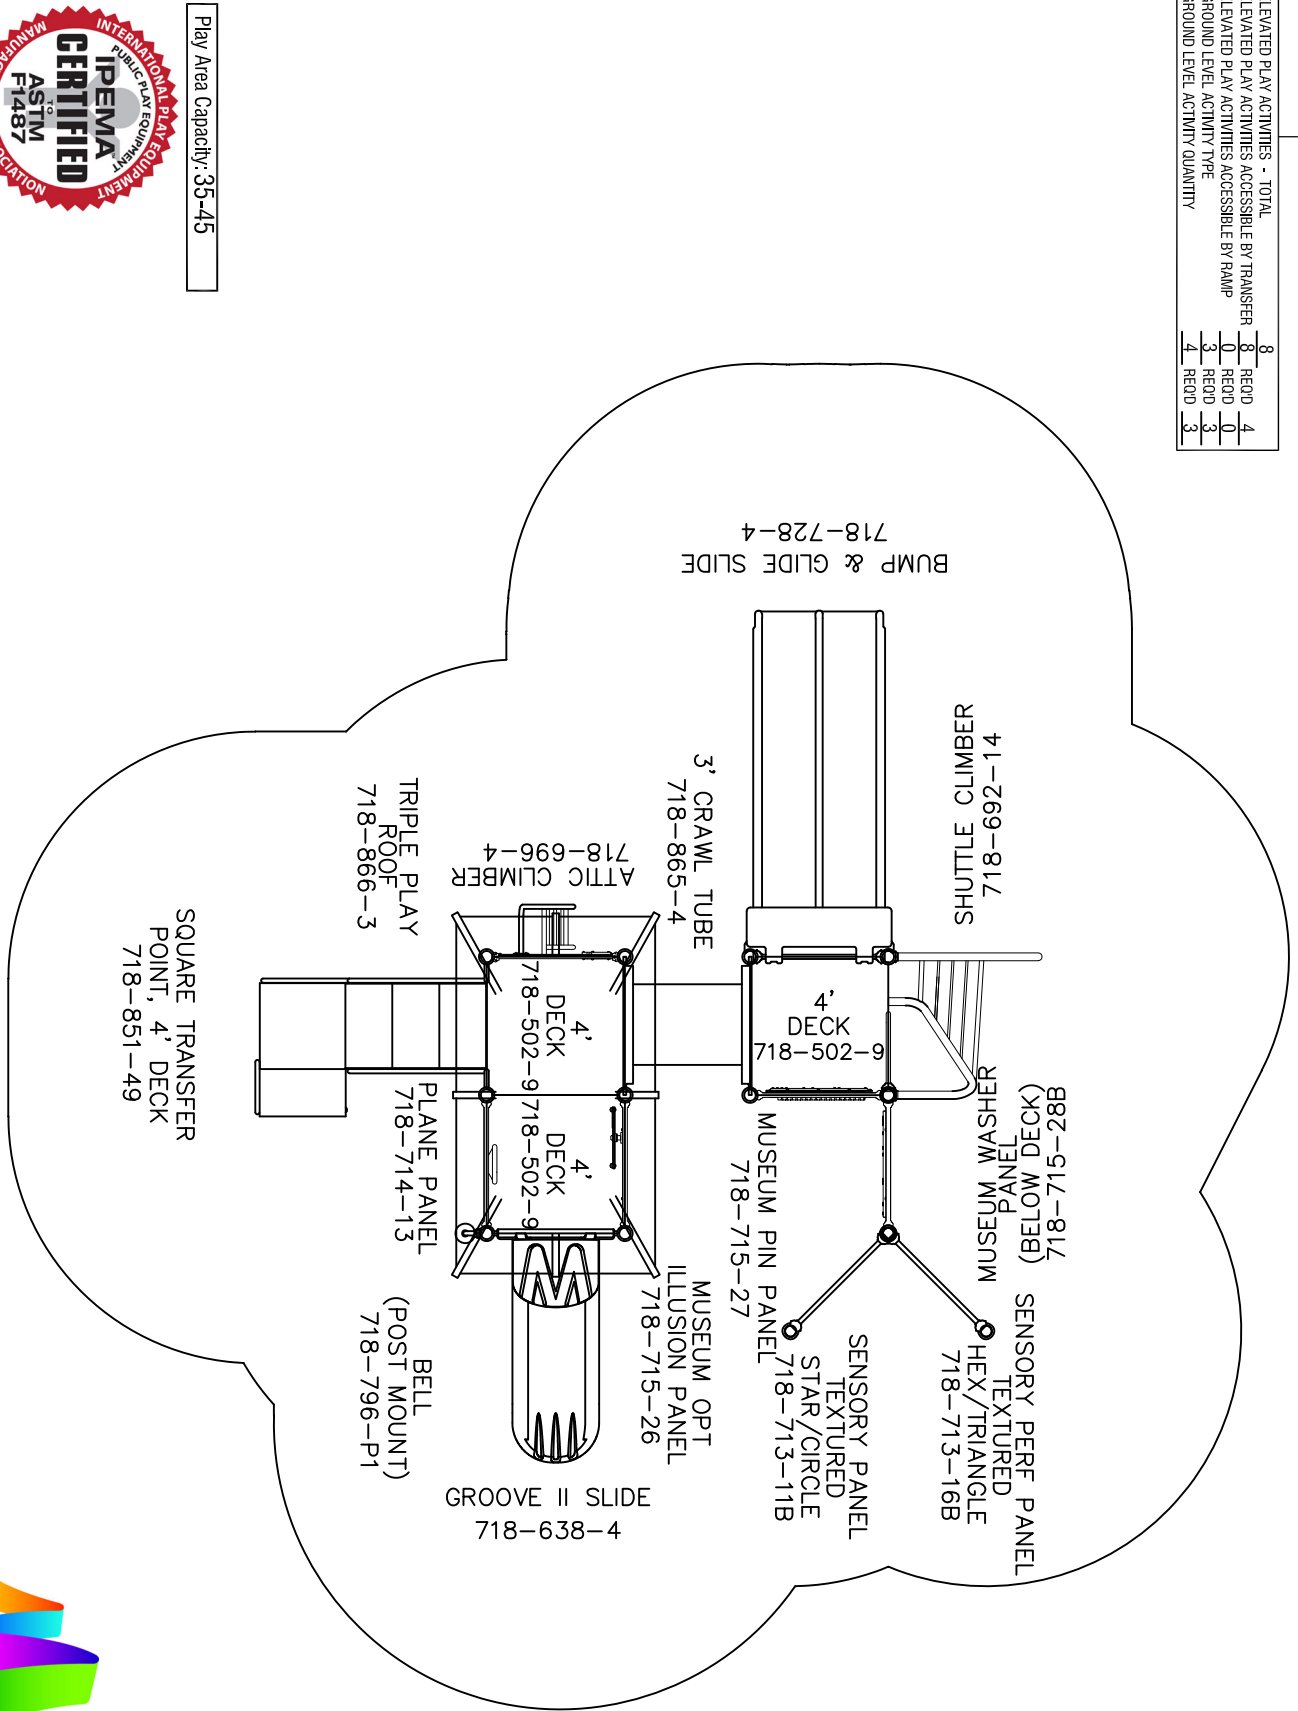 LEVATED PLAY ACTIVITIES - TOTAL 8
LEVATED PLAY ACTIVITIES ACCESSIBLE BY TRANSFER 8 REQ'D 4
LEVATED PLAY ACTIVITIES ACCESSIBLE BY RAMP 0 REQ'D 0
GROUND LEVEL ACTIVITY TYPE 3 REQ'D 3
GROUND LEVEL ACTIVITY QUANTITY 4 REQ'D 3
Play Area Capacity: 35-45
INTERNATIONAL PLAY EQUIPMENT
PUBLIC PLAY EQUIPMENT
IPEMA
CERTIFIED
TO
ASTM
F1487
BUMP & GLIDE SLIDE
718-728-4
SHUTTLE CLIMBER
718-692-14
3' CRAWL TUBE
718-865-4
ATTIC CLIMBER
718-696-4
TRIPLE PLAY
ROOF
718-866-3
SQUARE TRANSFER
POINT, 4' DECK
718-851-49
4'
DECK
718-502-9
4'
DECK
718-502-9
4'
DECK
718-502-9
718-715-28B
(BELOW DECK)
PANEL
MUSEUM WASHER
PLANE PANEL
718-714-13
MUSEUM PIN PANEL
718-715-27
MUSEUM OPT
ILLUSION PANEL
718-715-26
BELL
(POST MOUNT)
718-796-P1
SENSORY PERF PANEL
TEXTURED
HEX/TRIANGLE
718-713-16B
SENSORY PANEL
TEXTURED
STAR/CIRCLE
718-713-11B
GROOVE II SLIDE
718-638-4